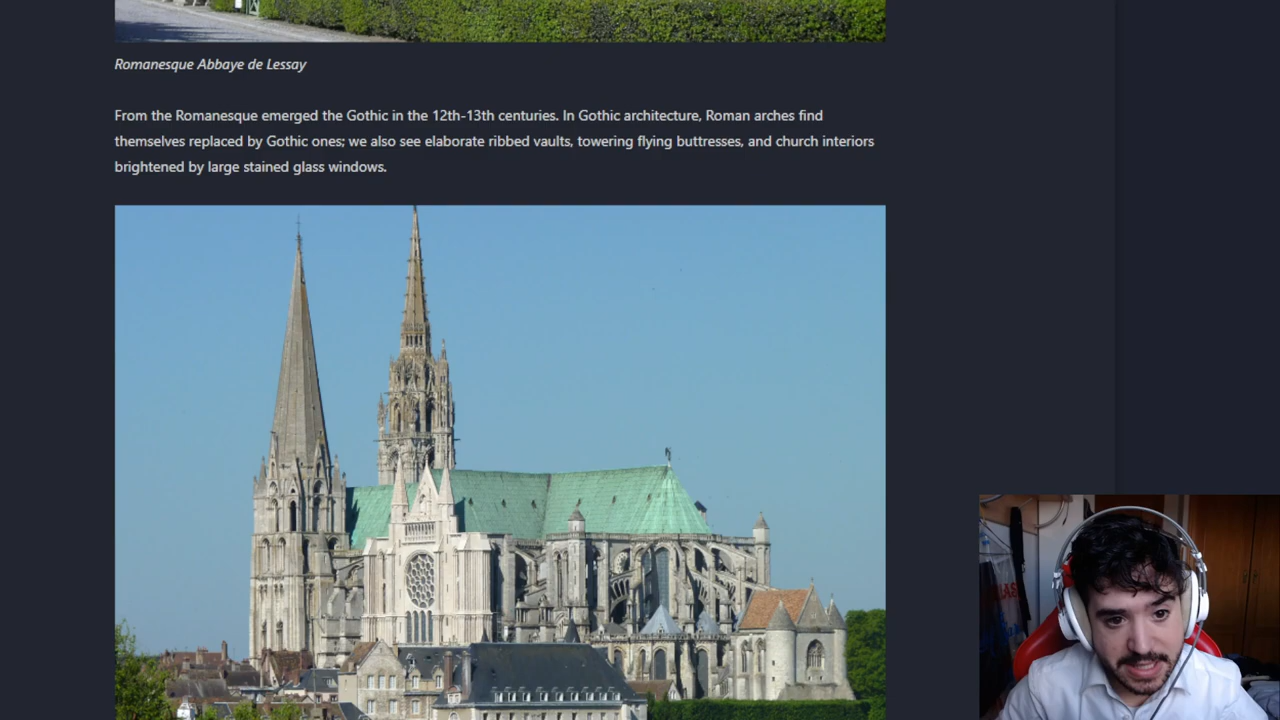 Romanesque Abbaye de Lessay
From the Romanesque emerged the Gothic in the 12th-13th centuries. In Gothic architecture, Roman arches find
themselves replaced by Gothic ones; we also see elaborate ribbed vaults, towering flying buttresses, and church interiors
brightened by large stained glass windows.